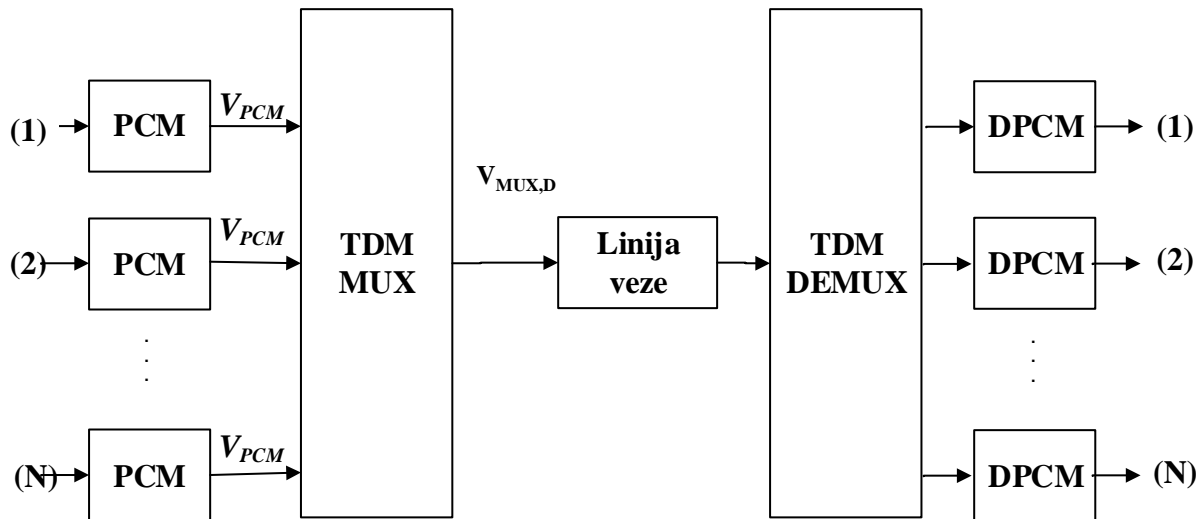 (1) PCM V_PCM DPCM (1)
V_MUX,D
(2) PCM V_PCM TDM MUX Linija veze TDM DEMUX DPCM (2)
(N) PCM V_PCM DPCM (N)